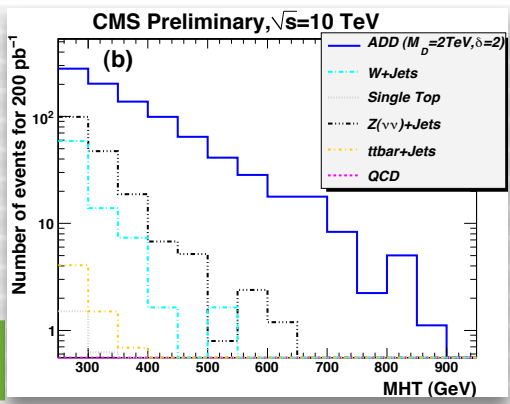 CMS Preliminary,√s=10 TeV
(b)
ADD (M_D=2TeV,δ=2)
W+Jets
Single Top
Z(νν)+Jets
ttbar+Jets
QCD
Number of events for 200 pb⁻¹
10²
10
1
300 400 500 600 700 800 900
MHT (GeV)